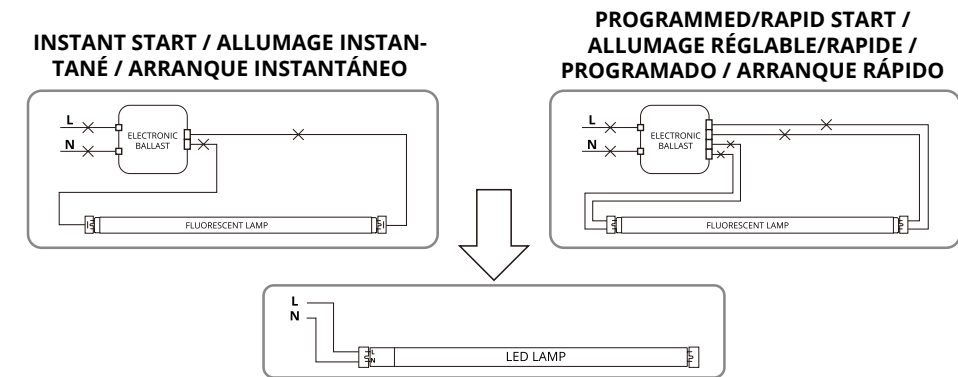 INSTANT START / ALLUMAGE INSTAN-
TANÉ / ARRANQUE INSTANTÁNEO
L
N
ELECTRONIC
BALLAST
FLUORESCENT LAMP
PROGRAMMED/RAPID START /
ALLUMAGE RÉGLABLE/RAPIDE /
PROGRAMADO / ARRANQUE RÁPIDO
L
N
ELECTRONIC
BALLAST
FLUORESCENT LAMP
L
N
L
N
LED LAMP